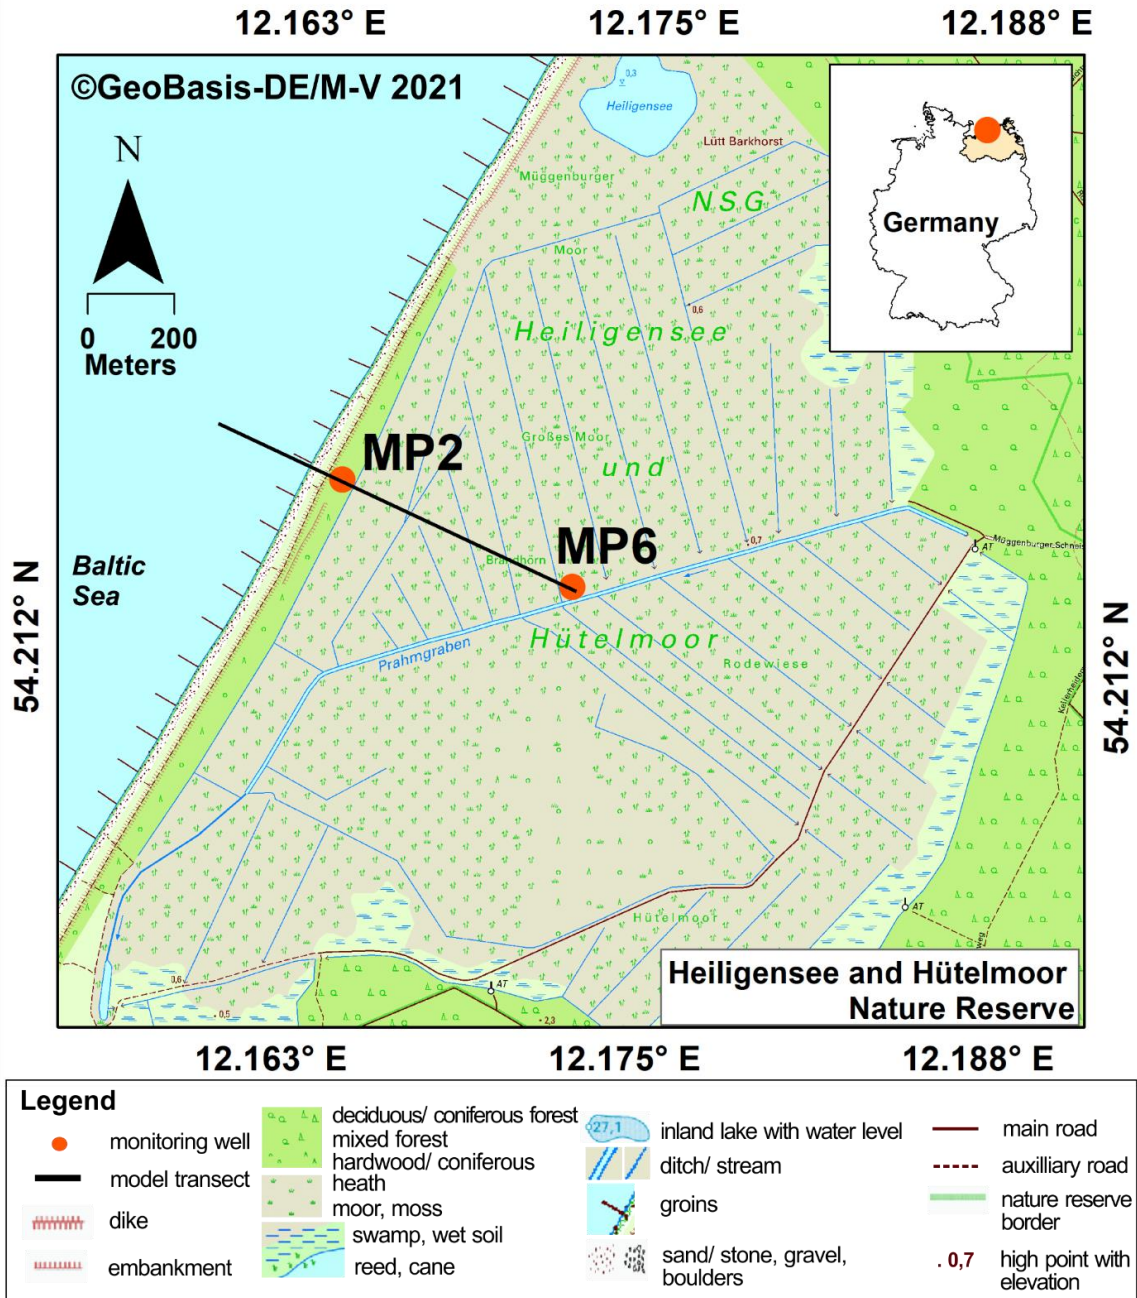 12.163° E 12.175° E 12.188° E
©GeoBasis-DE/M-V 2021
N
0 200
Meters
0,3
Heiligensee
Lütt Barkhorst
Müggenburger
NSG
Moor
0,6
Heiligensee
Germany
MP2
Großes Moor
und
MP6
0,7
Brandhörn
AT
Müggenburger Schneis
Baltic
Sea
54.212° N
54.212° N
Hütelmoor
Prahmgraben
Rodewiese
Hütelmoor
AT
0,6
AT
0,5
2,3
Heiligensee and Hütelmoor
Nature Reserve
12.163° E 12.175° E 12.188° E
Legend
monitoring well
model transect
dike
embankment
deciduous/ coniferous forest
mixed forest
hardwood/ coniferous
heath
moor, moss
swamp, wet soil
reed, cane
27,1
inland lake with water level
ditch/ stream
groins
sand/ stone, gravel,
boulders
main road
auxilliary road
nature reserve
border
. 0,7 high point with
elevation